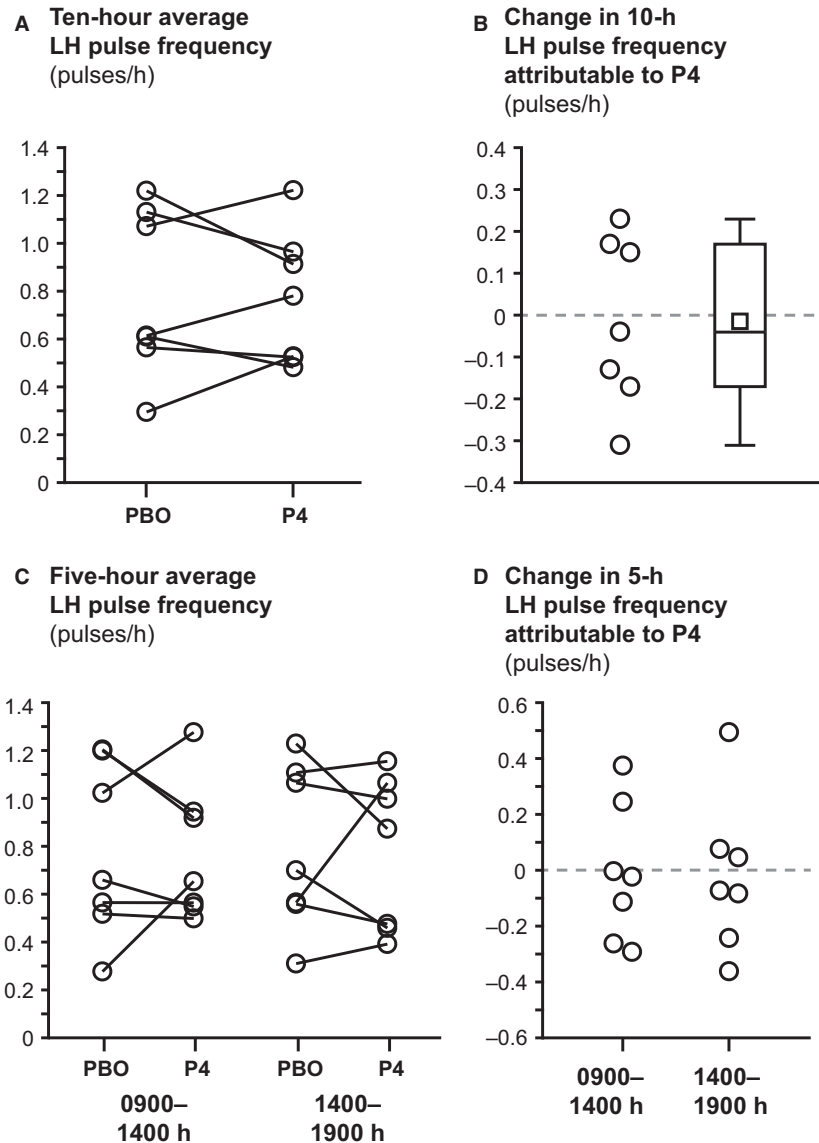 A Ten-hour average
LH pulse frequency
(pulses/h)
1.4
1.2
1.0
0.8
0.6
0.4
0.2
0
PBO P4
B Change in 10-h
LH pulse frequency
attributable to P4
(pulses/h)
0.4
0.3
0.2
0.1
0
–0.1
–0.2
–0.3
–0.4
C Five-hour average
LH pulse frequency
(pulses/h)
1.4
1.2
1.0
0.8
0.6
0.4
0.2
0
PBO P4 PBO P4
0900– 1400–
1400 h 1900 h
D Change in 5-h
LH pulse frequency
attributable to P4
(pulses/h)
0.6
0.4
0.2
0
–0.2
–0.4
–0.6
0900– 1400–
1400 h 1900 h